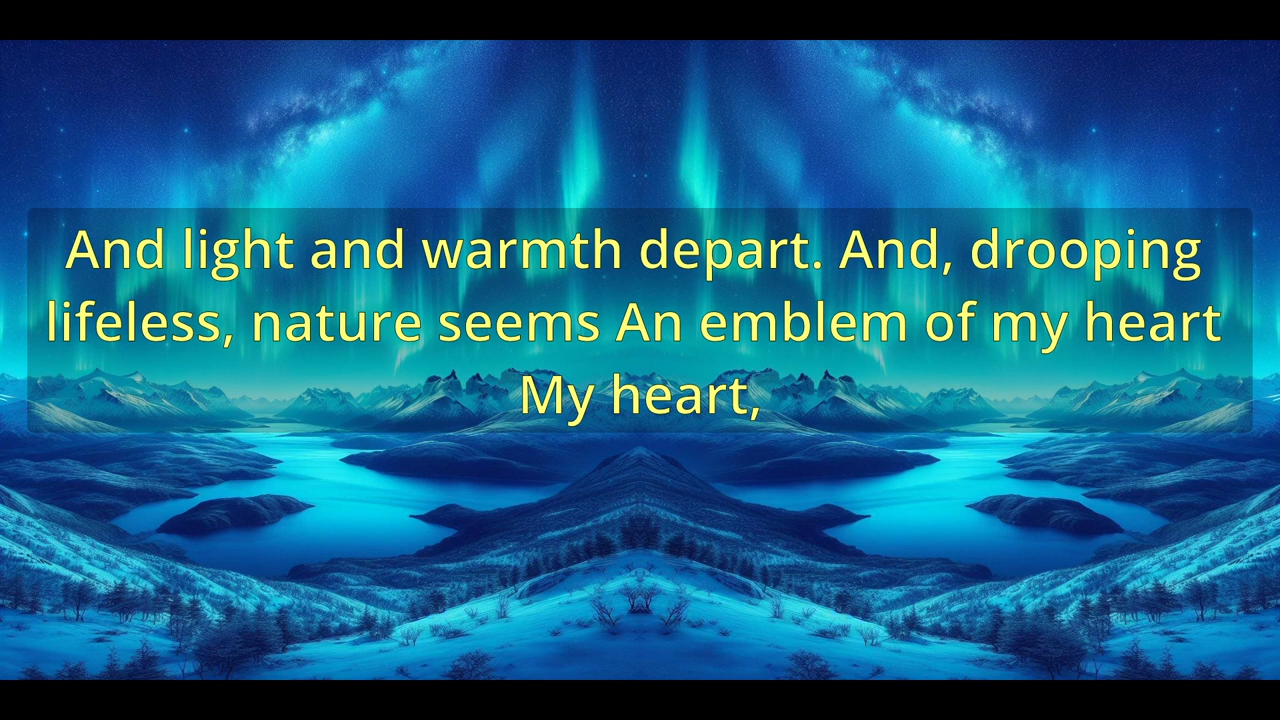 And light and warmth depart. And, drooping
lifeless, nature seems An emblem of my heart
My heart,